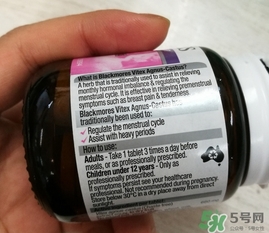 What is Blackmores Vitex Agnus-Castus?
A herb that is traditionally used to assist in relieving
monthly hormonal imbalance & regulating the
menstrual cycle. It is effective in relieving premenstrual
symptoms such as breast pain & tenderness.
Blackmores Vitex Agnus-Castus has
traditionally been used to:
✓ Regulate the menstrual cycle
✓ Assist with heavy periods
How to use:
Adults - Take 1 tablet 3 times a day before
meals, or as professionally prescribed.
Children under 12 years - Only as
professionally prescribed.
If symptoms persist see your healthcare
professional. Not recommended during pregnancy.
Store below 30°C in a dry place away from direct
sunlight.
5号网